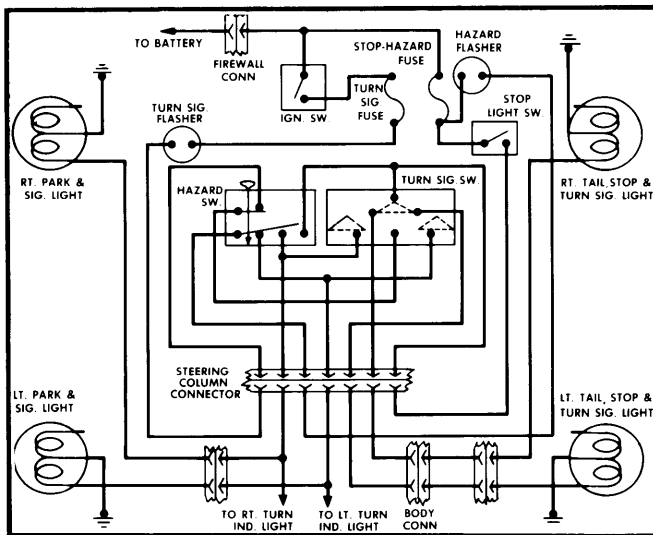 TO BATTERY
FIREWALL
CONN
STOP-HAZARD
FUSE
HAZARD
FLASHER
TURN SIG.
FLASHER
IGN. SW.
TURN
SIG
FUSE
STOP
LIGHT SW.
RT. PARK &
SIG. LIGHT
HAZARD
SW.
TURN SIG. SW.
RT. TAIL, STOP &
TURN SIG. LIGHT
STEERING
COLUMN
CONNECTOR
LT. PARK &
SIG. LIGHT
LT. TAIL, STOP &
TURN SIG. LIGHT
TO RT. TURN
IND. LIGHT
TO LT. TURN
IND. LIGHT
BODY
CONN